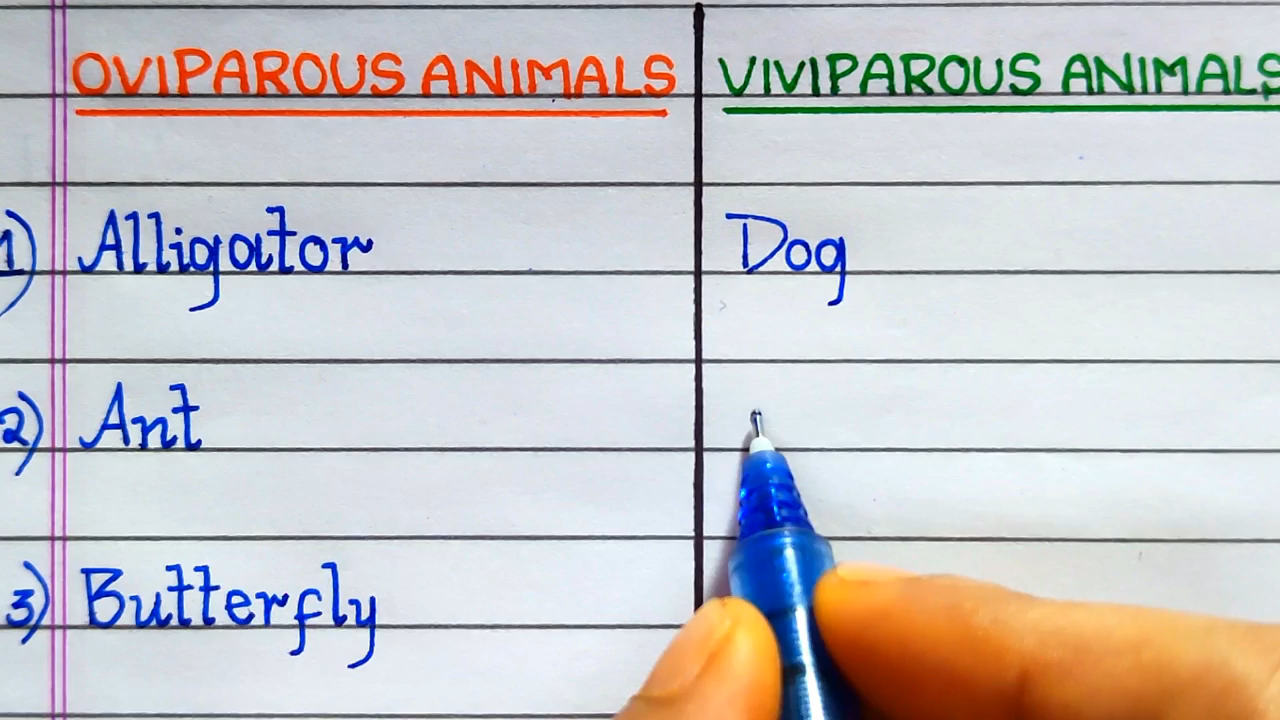 OVIPAROUS ANIMALS VIVIPAROUS ANIMALS
1) Alligator Dog
2) Ant
3) Butterfly